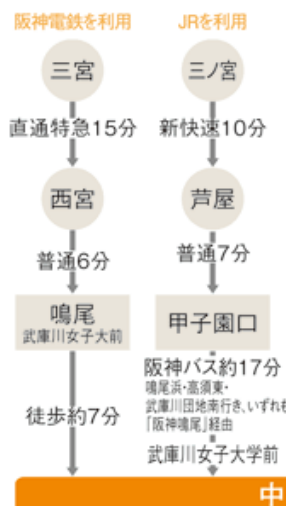 阪神電鉄を利用
三宮
直通特急15分
西宮
普通6分
鳴尾
武庫川女子大前
徒歩約7分
JRを利用
三ノ宮
新快速10分
芦屋
普通7分
甲子園口
阪神バス約17分
鳴尾浜・高須東・
武庫川団地南行き、いずれも
「阪神鳴尾」経由
武庫川女子大学前
中